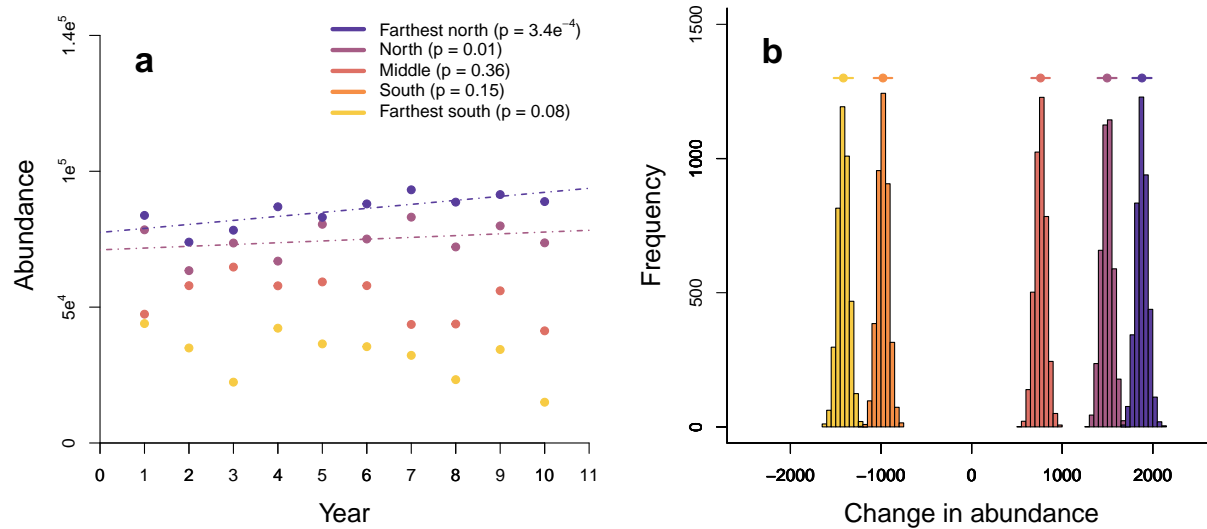 a
Farthest north (p = 3.4e⁻⁴)
North (p = 0.01)
Middle (p = 0.36)
South (p = 0.15)
Farthest south (p = 0.08)
Abundance
1.4e⁵
1e⁵
5e⁴
0
0 1 2 3 4 5 6 7 8 9 10 11
Year
b
Frequency
1500
1000
500
0
-2000 -1000 0 1000 2000
Change in abundance